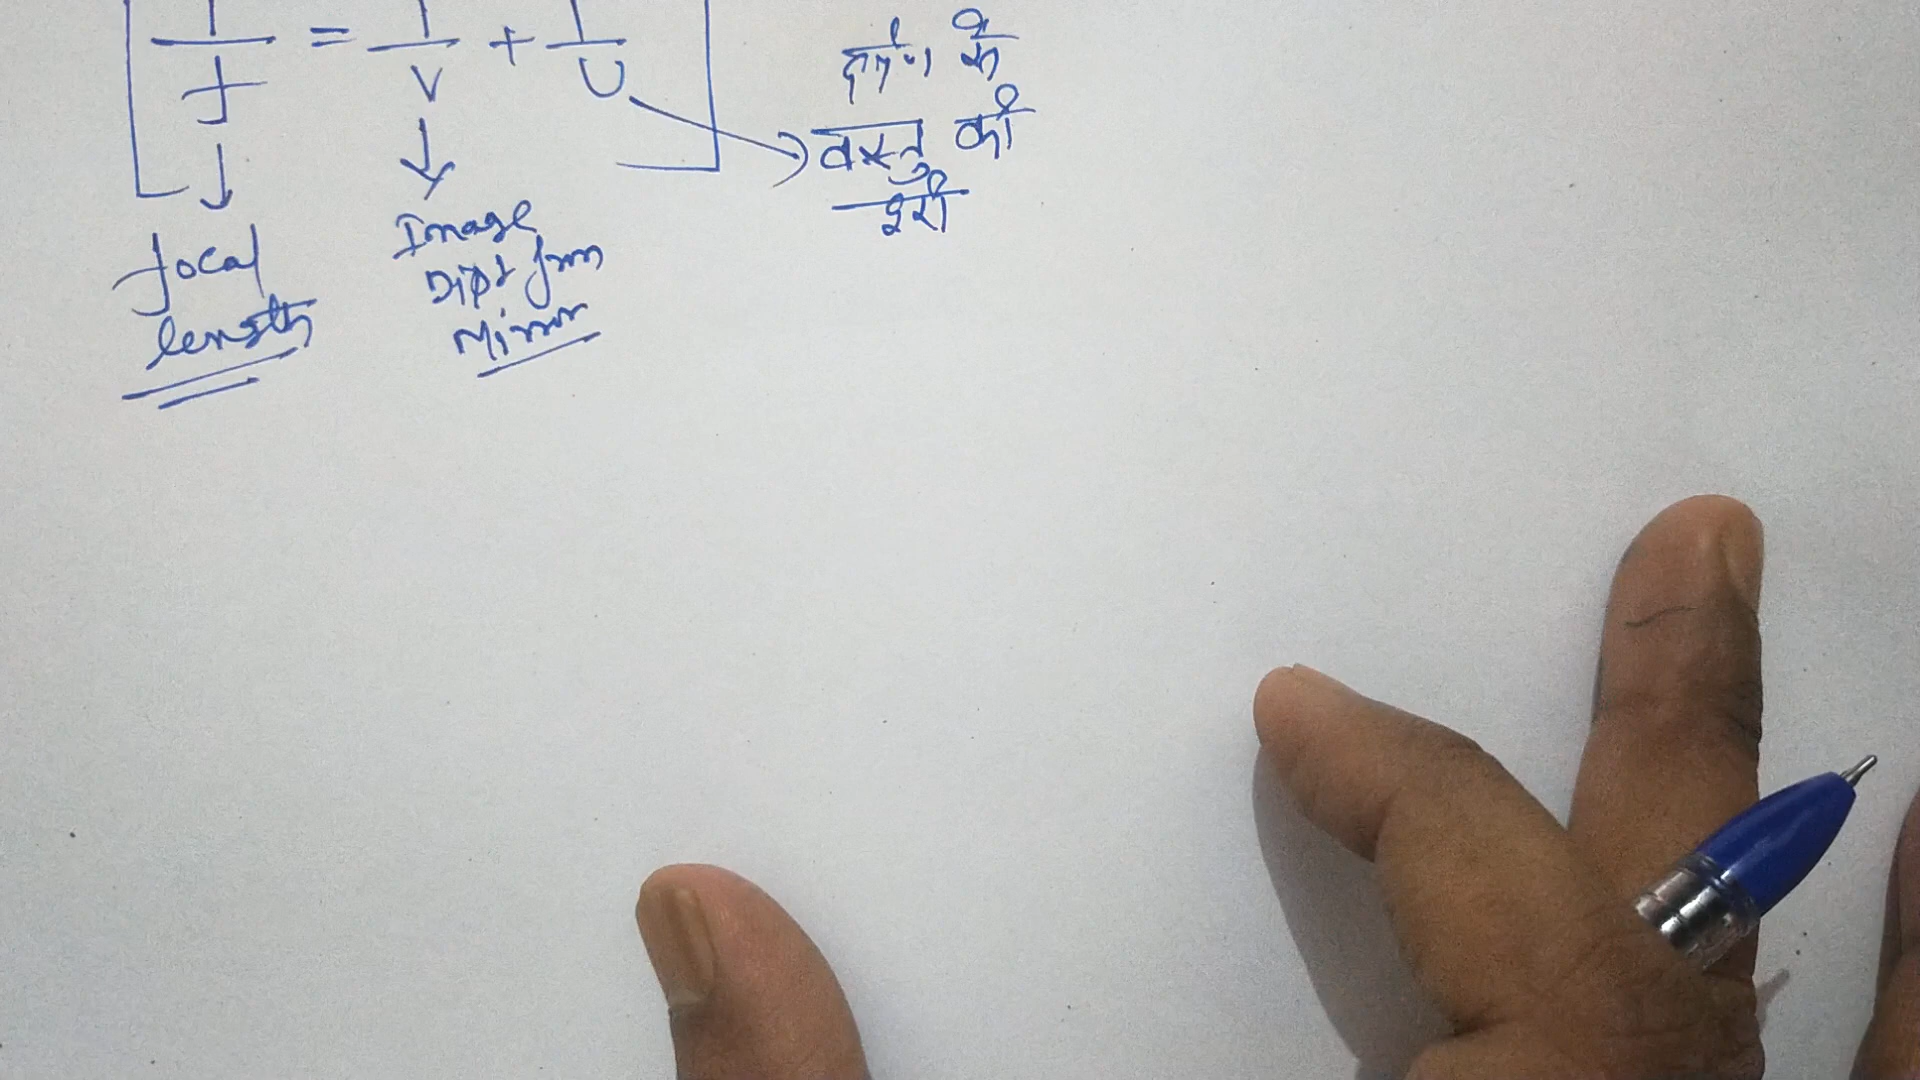 1/f = 1/v + 1/U
focal
length
Image
Dist from
Mirror
दर्पण के
वस्तु की
दूरी